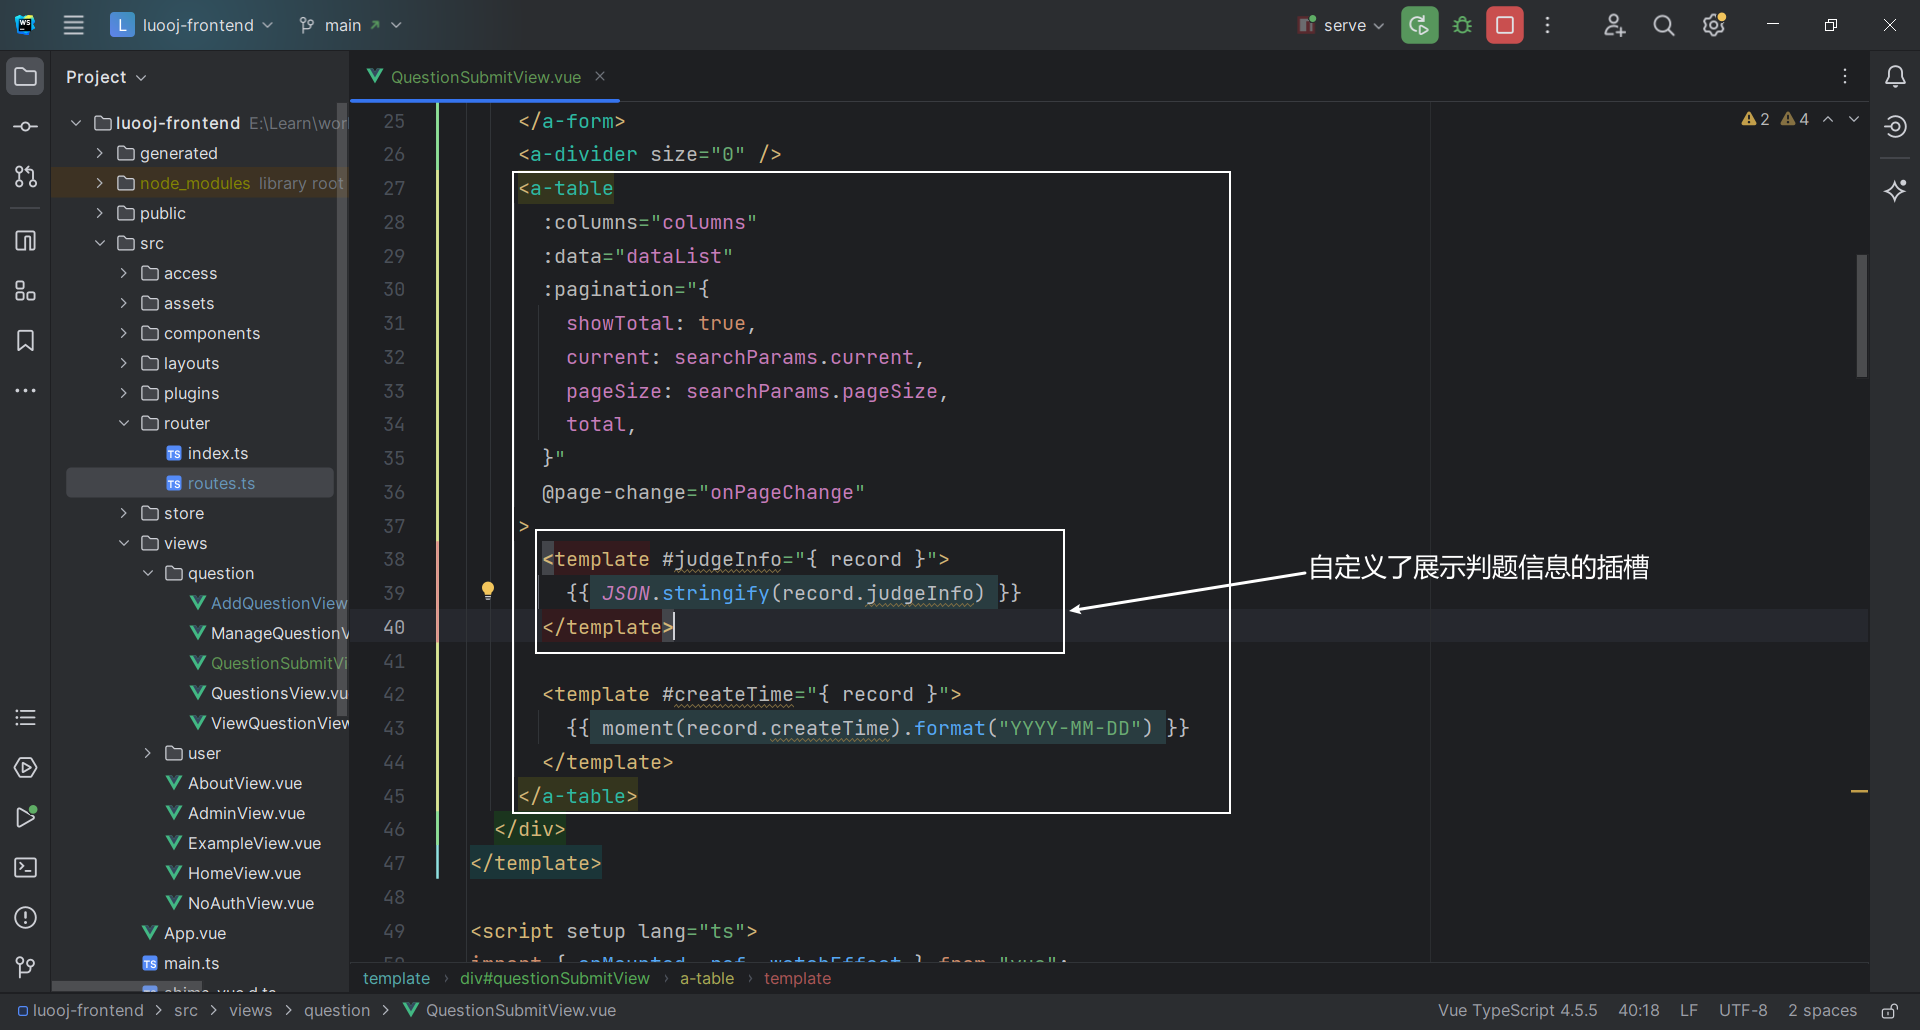 WS
L luooj-frontend
main
serve
Project
QuestionSubmitView.vue
luooj-frontend E:\Learn\wor
generated
node_modules library root
public
src
access
assets
components
layouts
plugins
router
TS index.ts
TS routes.ts
store
views
question
AddQuestionView
ManageQuestionV
QuestionSubmitVi
QuestionsView.vu
ViewQuestionView
user
AboutView.vue
AdminView.vue
ExampleView.vue
HomeView.vue
NoAuthView.vue
App.vue
TS main.ts
2 4
25 </a-form>
26 <a-divider size="0" />
27 <a-table
28 :columns="columns"
29 :data="dataList"
30 :pagination="{
31 showTotal: true,
32 current: searchParams.current,
33 pageSize: searchParams.pageSize,
34 total,
35 }"
36 @page-change="onPageChange"
37 >
38 <template #judgeInfo="{ record }">
39 {{ JSON.stringify(record.judgeInfo) }}
40 </template>
41
42 <template #createTime="{ record }">
43 {{ moment(record.createTime).format("YYYY-MM-DD") }}
44 </template>
45 </a-table>
46 </div>
47 </template>
48
49 <script setup lang="ts">
自定义了展示判题信息的插槽
template › div#questionSubmitView › a-table › template
luooj-frontend > src > views > question > QuestionSubmitView.vue
Vue TypeScript 4.5.5 40:18 LF UTF-8 2 spaces